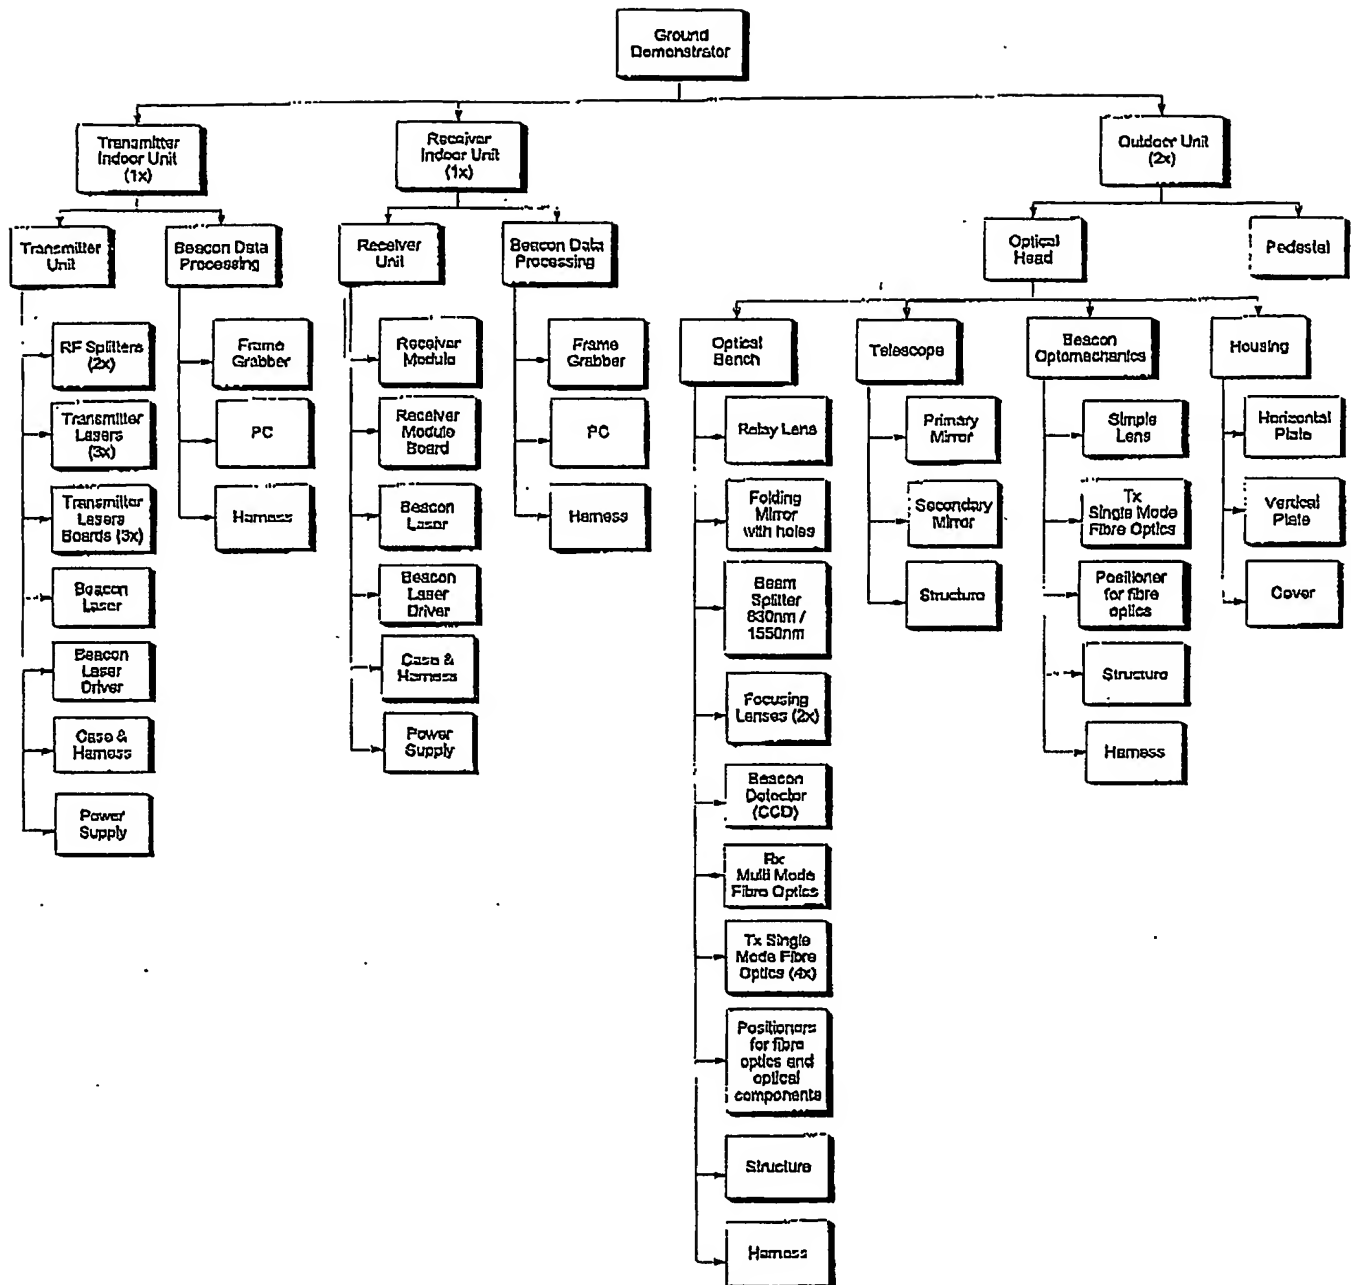 Ground
Demonstrator
Transmitter
Indoor Unit
(1x)
Receiver
Indoor Unit
(1x)
Outdoor Unit
(2x)
Transmitter
Unit
Beacon Data
Processing
Receiver
Unit
Beacon Data
Processing
Optical
Head
Pedestal
RF Splitters
(2x)
Transmitter
Lasers
(3x)
Transmitter
Lasers
Boards (3x)
Beacon
Laser
Beacon
Laser
Driver
Case &
Harness
Power
Supply
Frame
Grabber
PC
Harness
Receiver
Module
Receiver
Module
Board
Beacon
Laser
Beacon
Laser
Driver
Case &
Harness
Power
Supply
Frame
Grabber
PC
Harness
Optical
Bench
Telescope
Beacon
Optomechanics
Housing
Relay Lens
Folding
Mirror
with holes
Beam
Splitter
830nm /
1550nm
Focusing
Lenses (2x)
Beacon
Detector
(CCD)
Rx
Multi Mode
Fibre Optics
Tx Single
Mode Fibre
Optics (4x)
Positioners
for fibre
optics and
optical
components
Structure
Harness
Primary
Mirror
Secondary
Mirror
Structure
Simple
Lens
Tx
Single Mode
Fibre Optics
Positioner
for fibre
optics
Structure
Harness
Horizontal
Plate
Vertical
Plate
Cover